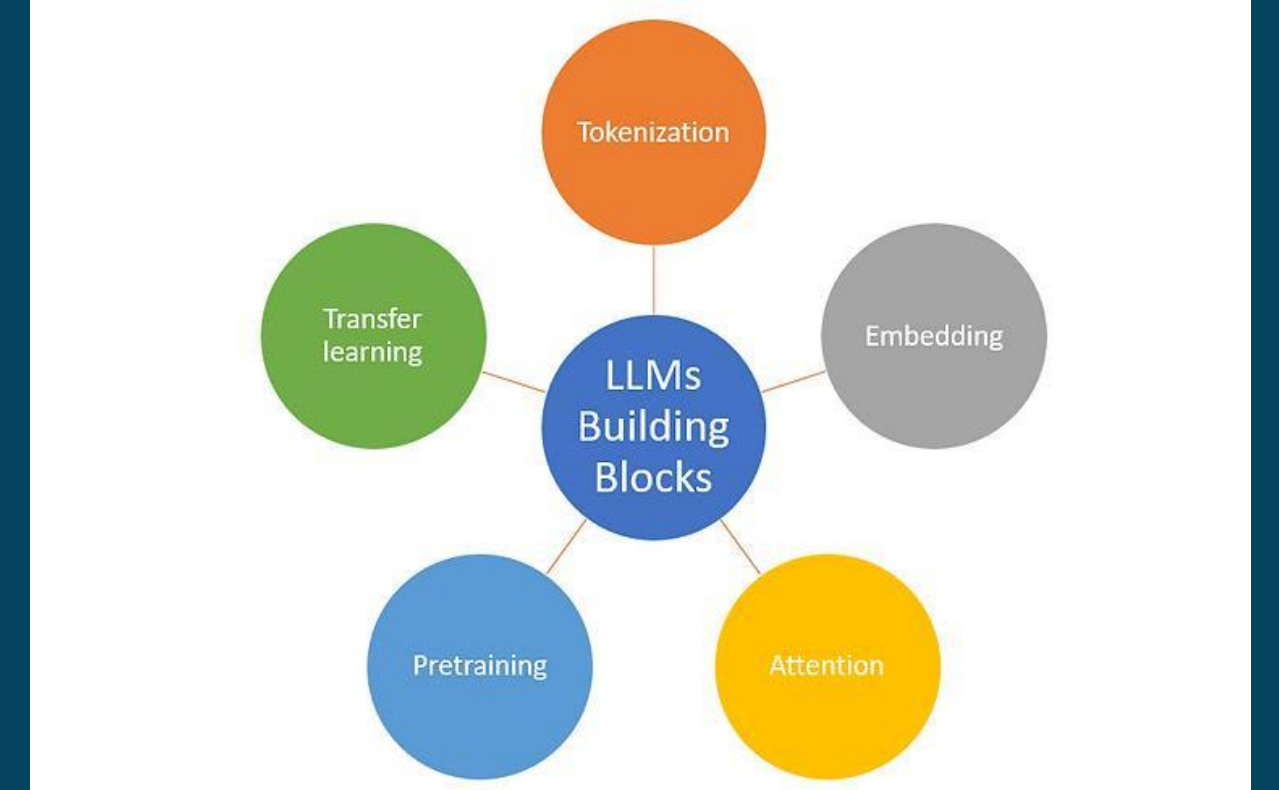 Tokenization
Transfer
learning
Embedding
LLMs
Building
Blocks
Pretraining
Attention